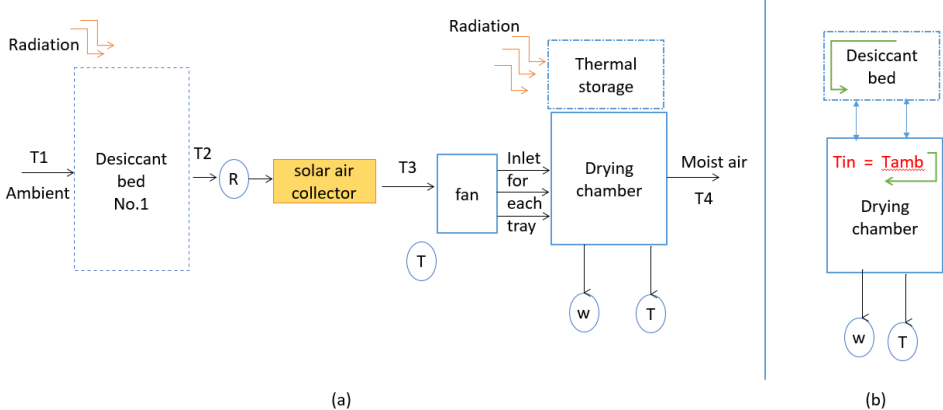 Radiation
T1
Ambient
Desiccant
bed
No.1
T2
R
solar air
collector
T3
T
fan
Inlet
for
each
tray
Radiation
Thermal
storage
Drying
chamber
Moist air
T4
w
T
(a)
Desiccant
bed
Tin = Tamb
Drying
chamber
w
T
(b)